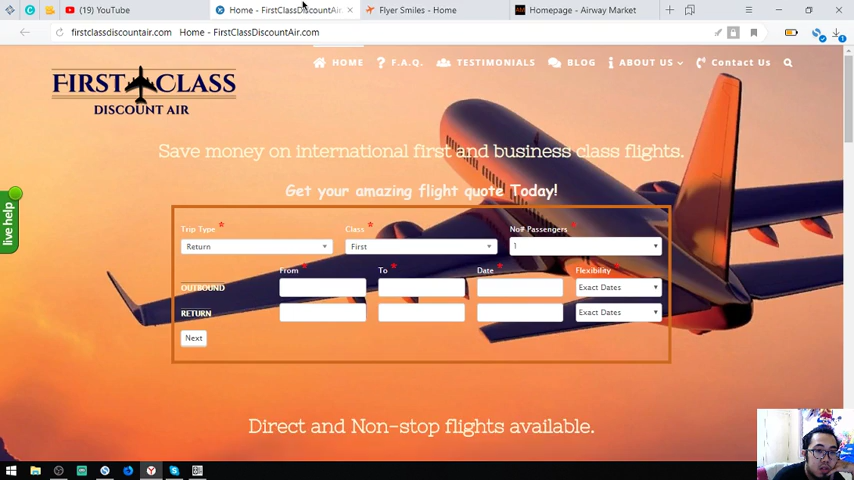 (19) YouTube
Home - FirstClassDiscountAir.
Flyer Smiles - Home
Homepage - Airway Market
firstclassdiscountair.com Home - FirstClassDiscountAir.com
FIRST CLASS
DISCOUNT AIR
HOME
F.A.Q.
TESTIMONIALS
BLOG
ABOUT US
Contact Us
Save money on international first and business class flights.
Get your amazing flight quote Today!
Trip Type *
Class *
No# Passengers *
Return
First
1
From *
To *
Date *
Flexibility
OUTBOUND
Exact Dates
RETURN
Exact Dates
Next
live help
Direct and Non-stop flights available.